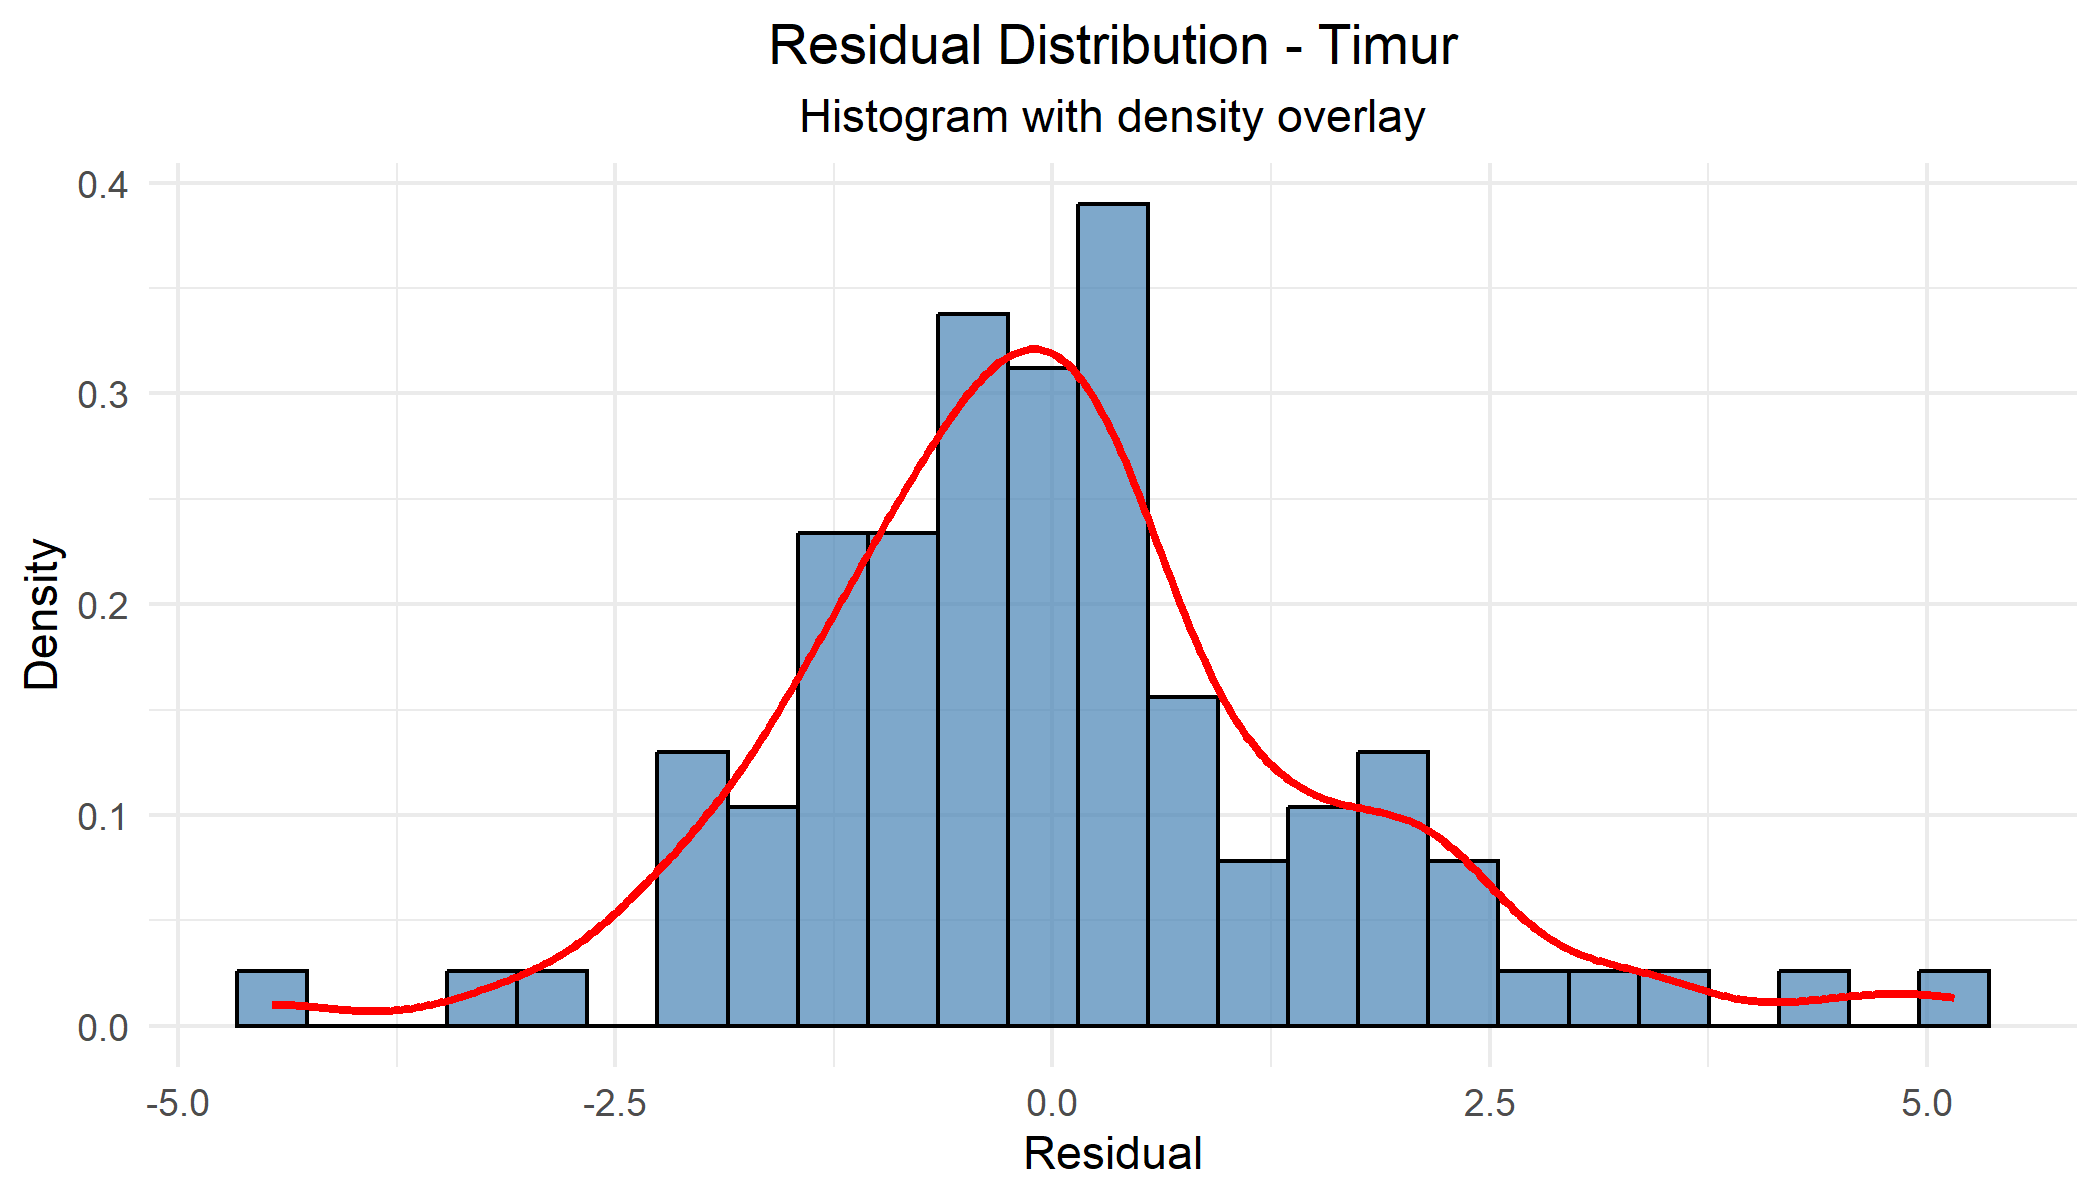 Residual Distribution - Timur
Histogram with density overlay
Density
0.4
0.3
0.2
0.1
0.0
-5.0 -2.5 0.0 2.5 5.0
Residual